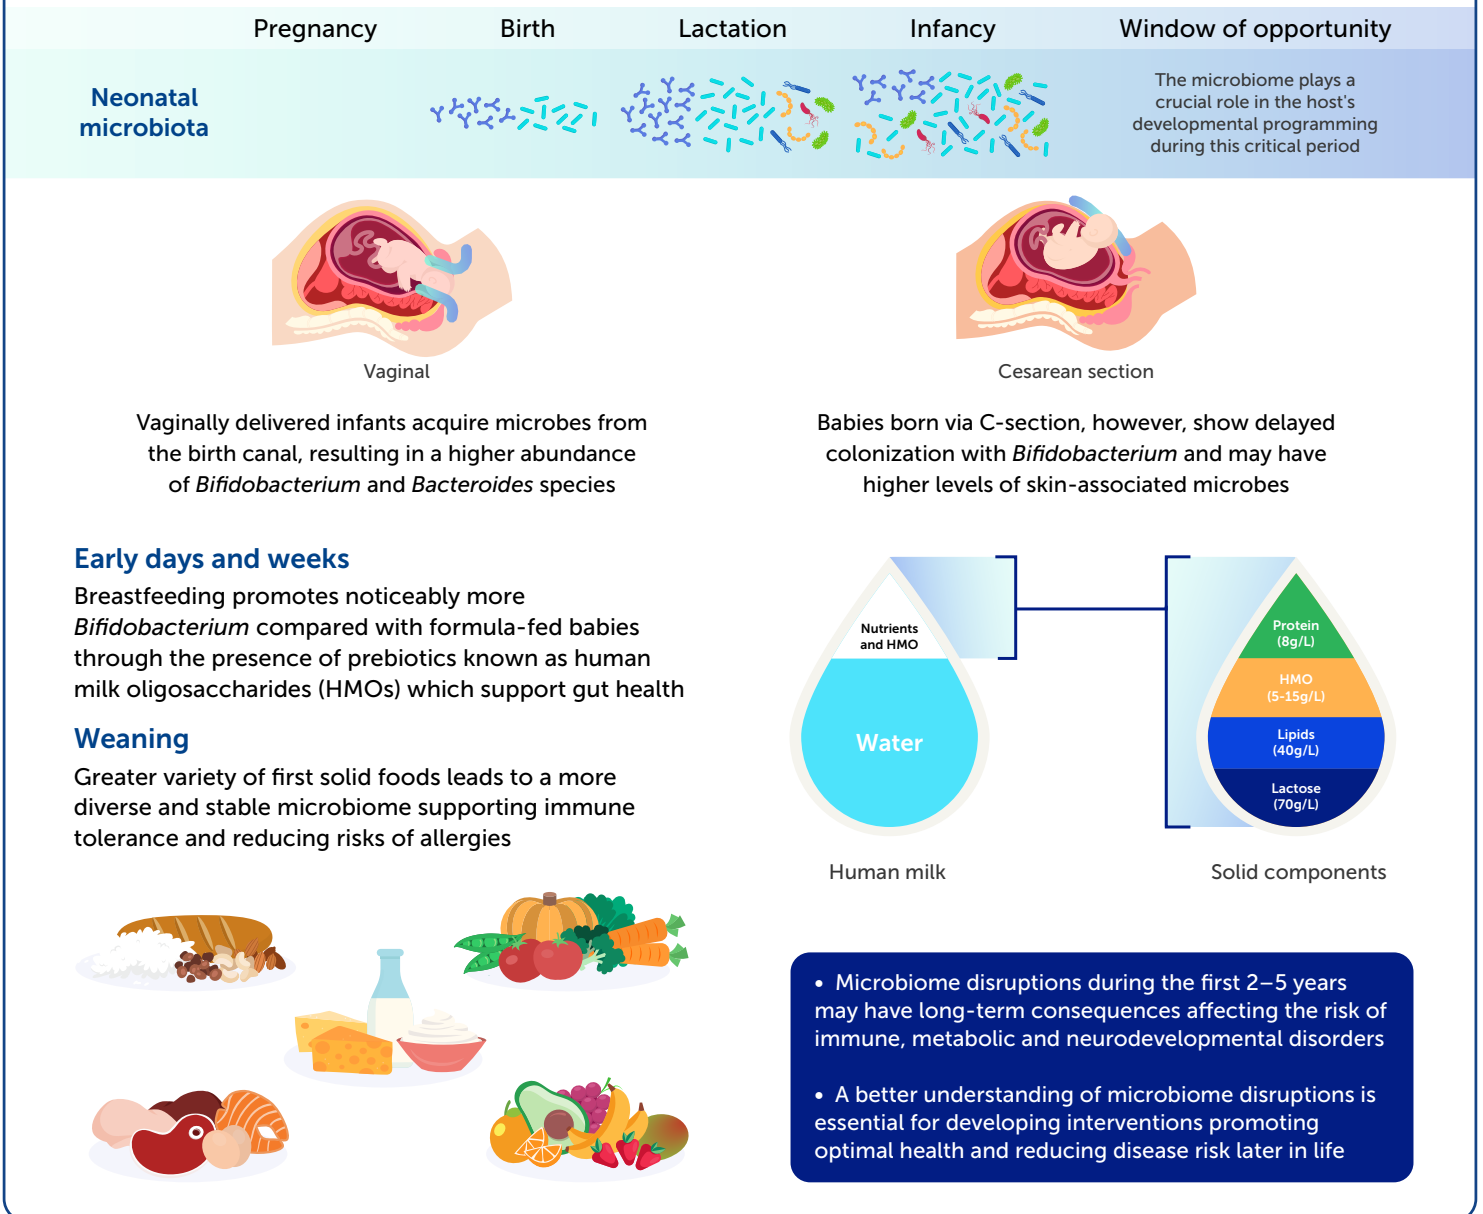 Pregnancy Birth Lactation Infancy Window of opportunity
Neonatal
microbiota
The microbiome plays a
crucial role in the host's
developmental programming
during this critical period
Vaginal
Vaginally delivered infants acquire microbes from
the birth canal, resulting in a higher abundance
of Bifidobacterium and Bacteroides species
Cesarean section
Babies born via C-section, however, show delayed
colonization with Bifidobacterium and may have
higher levels of skin-associated microbes
Early days and weeks
Breastfeeding promotes noticeably more
Bifidobacterium compared with formula-fed babies
through the presence of prebiotics known as human
milk oligosaccharides (HMOs) which support gut health
Weaning
Greater variety of first solid foods leads to a more
diverse and stable microbiome supporting immune
tolerance and reducing risks of allergies
Nutrients
and HMO
Water
Human milk
Protein
(8g/L)
HMO
(5-15g/L)
Lipids
(40g/L)
Lactose
(70g/L)
Solid components
• Microbiome disruptions during the first 2–5 years
may have long-term consequences affecting the risk of
immune, metabolic and neurodevelopmental disorders
• A better understanding of microbiome disruptions is
essential for developing interventions promoting
optimal health and reducing disease risk later in life